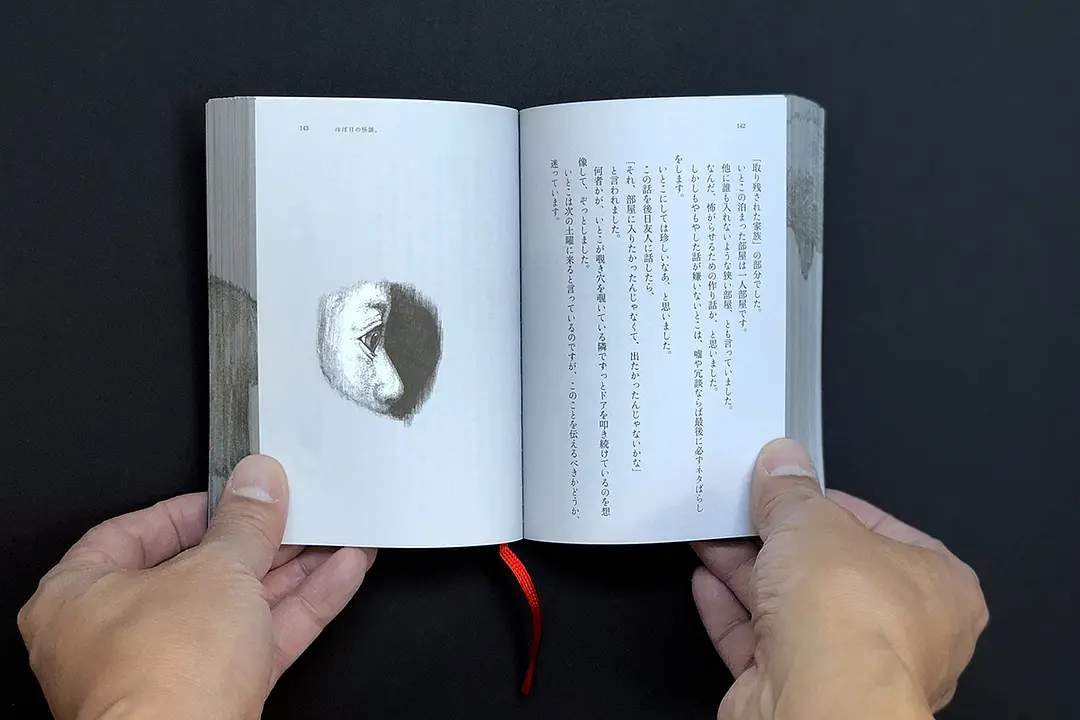 142
「取り残された家族」の部分でした。
いとこの泊まった部屋は一人部屋です。
他に誰も入れないような狭い部屋、とも言っていました。
なんだ、怖がらせるための作り話か、と思いました。
しかしもやもやした話が嫌いないとこは、嘘や冗談ならば最後に必ずネタばらし
をします。
いとこにしては珍しいなあ、と思いました。
この話を後日友人に話したら、
「それ、部屋に入りたかったんじゃなくて、出たかったんじゃないかな」
と言われました。
何者かが、いとこが覗き穴を覗いている隣でずっとドアを叩き続けているのを想
像して、ぞっとしました。
いとこは次の土曜に来ると言っているのですが、このことを伝えるべきかどうか、
迷っています。
143
ほぼ日の怪談。